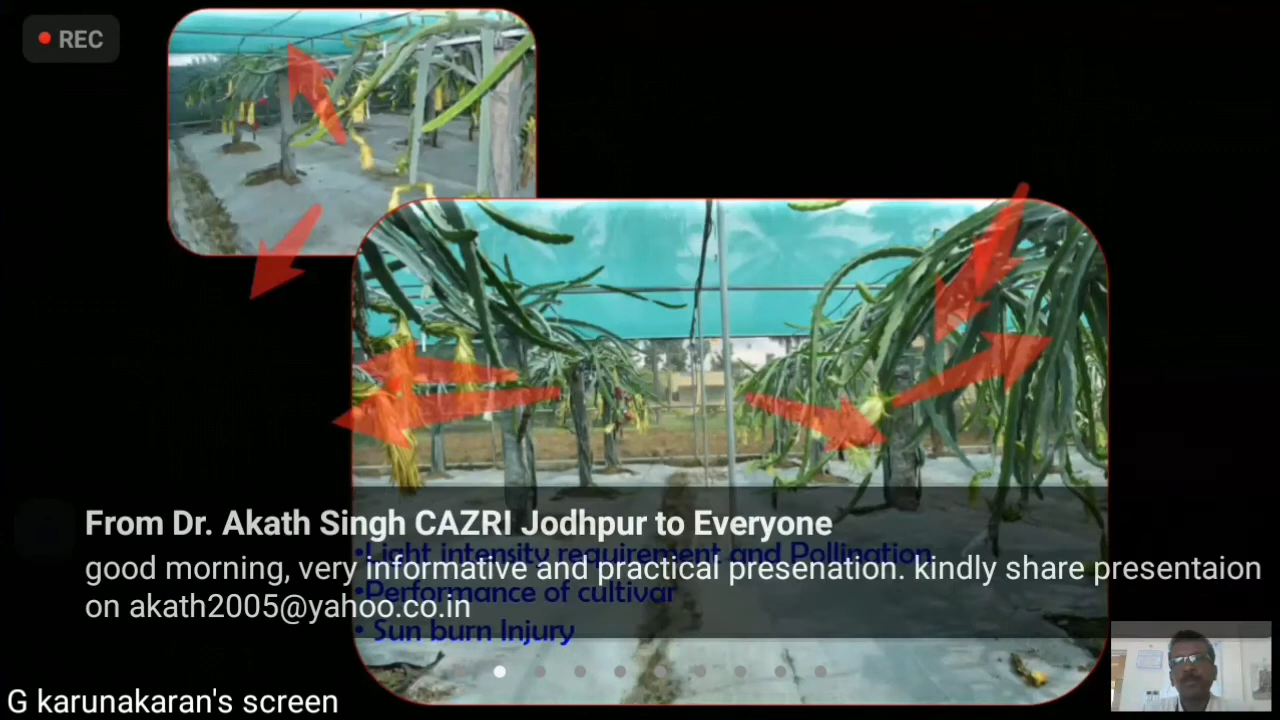 REC
From Dr. Akath Singh CAZRI Jodhpur to Everyone
good morning, very informative and practical presenation. kindly share presentaion
on akath2005@yahoo.co.in
•Light intensity requirement and Pollination
•Performance of cultivar
• Sun burn Injury
G karunakaran's screen